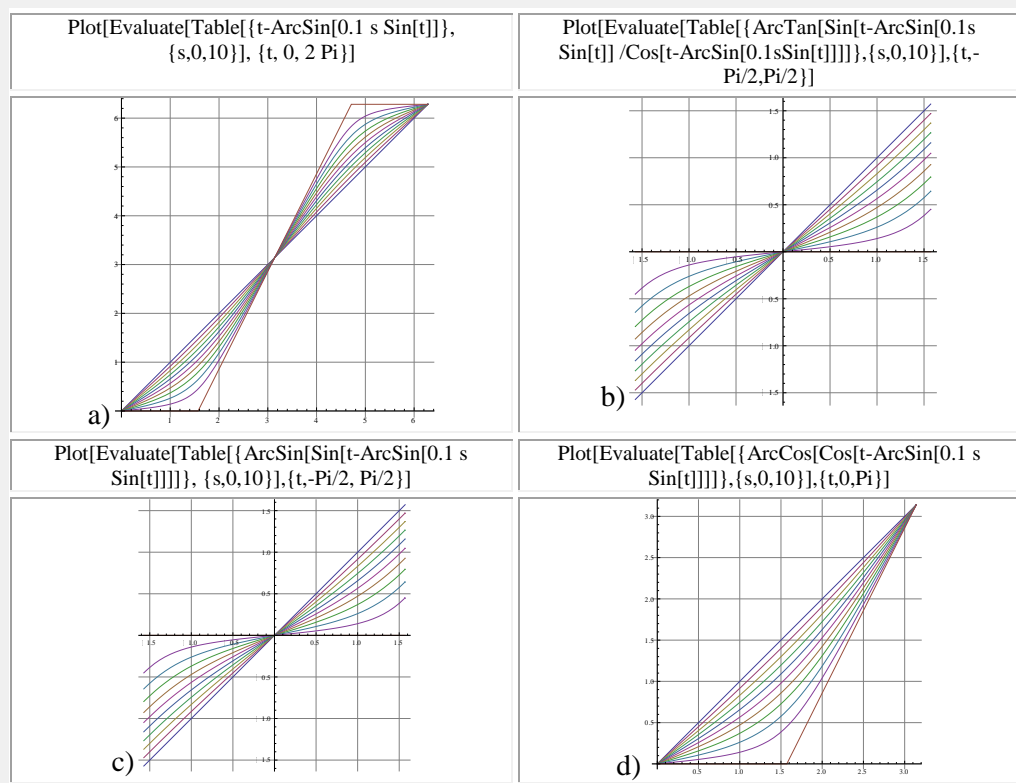 Plot[Evaluate[Table[{t-ArcSin[0.1 s Sin[t]]},
{s,0,10}], {t, 0, 2 Pi}]
Plot[Evaluate[Table[{ArcTan[Sin[t-ArcSin[0.1s
Sin[t]] /Cos[t-ArcSin[0.1sSin[t]]]]},{s,0,10}],{t,-
Pi/2,Pi/2}]
6
5
4
3
2
1
1 2 3 4 5 6
a)
1.0
0.5
1.5 1.0 0.5 0.5 1.0 1.5
0.5
1.0
1.5
b)
Plot[Evaluate[Table[{ArcSin[Sin[t-ArcSin[0.1 s
Sin[t]]]]}, {s,0,10}],{t,-Pi/2, Pi/2}]
Plot[Evaluate[Table[{ArcCos[Cos[t-ArcSin[0.1 s
Sin[t]]]]},{s,0,10}],{t,0,Pi}]
1.5
1.0
0.5
1.5 1.0 0.5 0.5 1.0 1.5
0.5
1.0
1.5
c)
3.0
2.5
2.0
1.5
1.0
0.5
0.5 1.0 1.5 2.0 2.5 3.0
d)